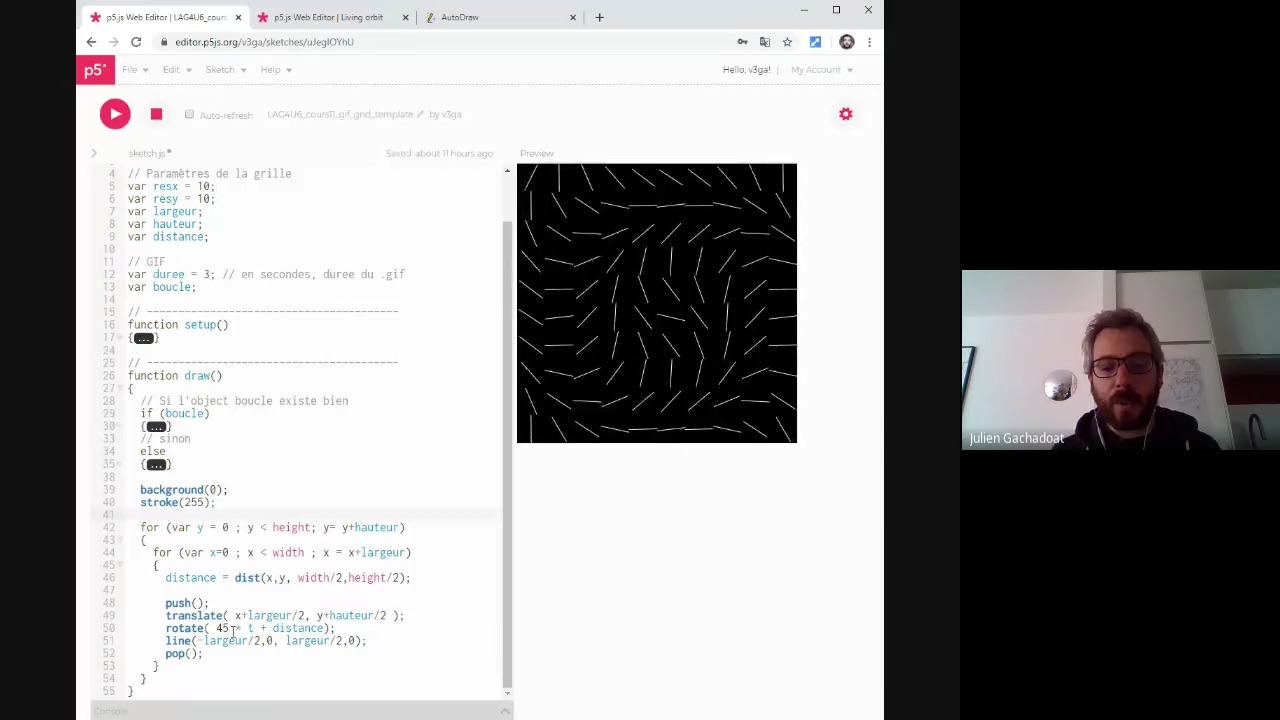 p5.js Web Editor | LAG4U6_cours
p5.js Web Editor | Living orbit
AutoDraw
editor.p5js.org/v3ga/sketches/uJegIOYhU
p5*
File
Edit
Sketch
Help
Hello, v3ga!
My Account
Auto-refresh
LAG4U6_cours11_gif_grid_template
by v3ga
sketch.js
Saved: about 11 hours ago
Preview
4 // Paramètres de la grille
5 var resx = 10;
6 var resy = 10;
7 var largeur;
8 var hauteur;
9 var distance;
10
11 // GIF
12 var duree = 3; // en secondes, duree du .gif
13 var boucle;
14
15 // ----------------------------------------
16 function setup()
17 {...}
24
25 // ----------------------------------------
26 function draw()
27 {
28 // Si l'object boucle existe bien
29 if (boucle)
30 {...}
33 // sinon
34 else
35 {...}
38
39 background(0);
40 stroke(255);
41
42 for (var y = 0 ; y < height; y= y+hauteur)
43 {
44 for (var x=0 ; x < width ; x = x+largeur)
45 {
46 distance = dist(x,y, width/2,height/2);
47
48 push();
49 translate( x+largeur/2, y+hauteur/2 );
50 rotate( 45 * t + distance);
51 line(-largeur/2,0, largeur/2,0);
52 pop();
53 }
54 }
55 }
Console
Julien Gachadoat